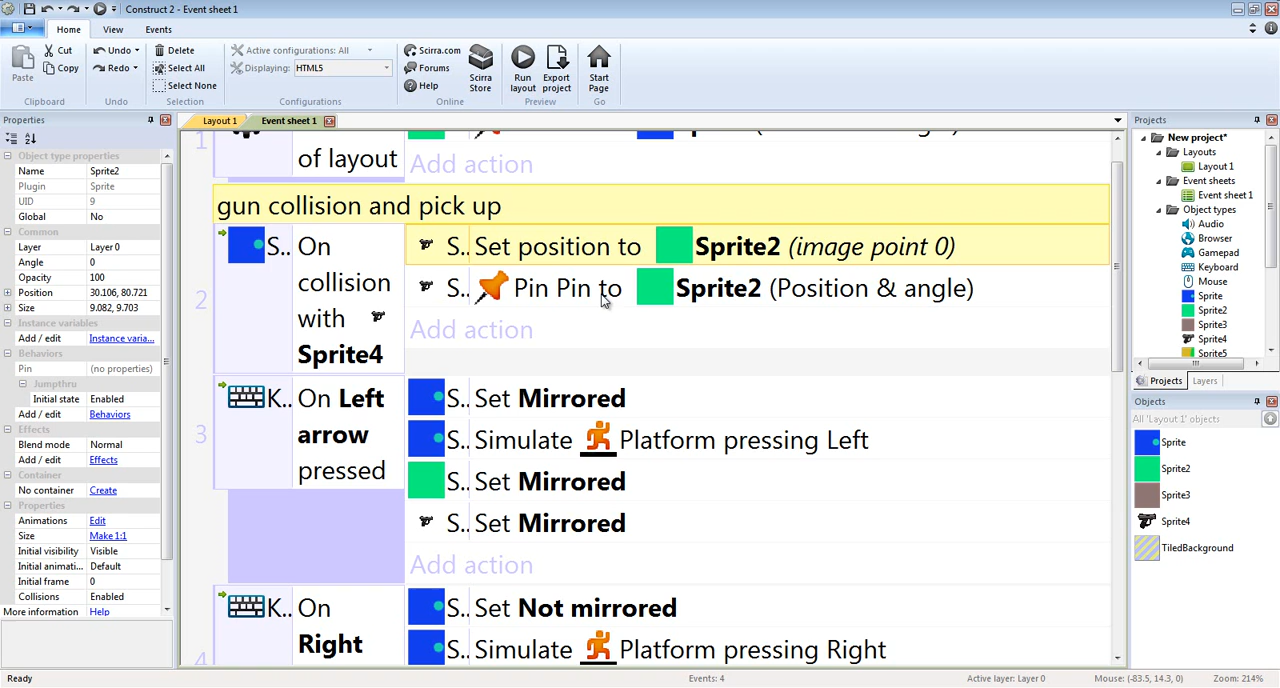 Construct 2 - Event sheet 1
Home
View
Events
Paste
Cut
Copy
Clipboard
Undo
Redo
Undo
Delete
Select All
Select None
Selection
Active configurations: All
Displaying: HTML5
Configurations
Scirra.com
Forums
Help
Scirra Store
Online
Run layout
Export project
Preview
Start Page
Go
Properties
Layout 1
Event sheet 1
Projects
Object type properties
Name Sprite2
Plugin Sprite
UID 9
Global No
Common
Layer Layer 0
Angle 0
Opacity 100
Position 30.106, 80.721
Size 9.082, 9.703
Instance variables
Add / edit Instance varia...
Behaviors
Pin (no properties)
Jumpthru
Initial state Enabled
Add / edit Behaviors
Effects
Blend mode Normal
Add / edit Effects
Container
No container Create
Properties
Animations Edit
Size Make 1:1
Initial visibility Visible
Initial animati... Default
Initial frame 0
Collisions Enabled
More information Help
1
of layout
Add action
gun collision and pick up
2
S.. On collision with Sprite4
S.. Set position to Sprite2 (image point 0)
S.. Pin Pin to Sprite2 (Position & angle)
Add action
3
K.. On Left arrow pressed
S.. Set Mirrored
S.. Simulate Platform pressing Left
S.. Set Mirrored
S.. Set Mirrored
Add action
4
K.. On Right
S.. Set Not mirrored
S.. Simulate Platform pressing Right
New project*
Layouts
Layout 1
Event sheets
Event sheet 1
Object types
Audio
Browser
Gamepad
Keyboard
Mouse
Sprite
Sprite2
Sprite3
Sprite4
Sprite5
Projects
Layers
Objects
All 'Layout 1' objects
Sprite
Sprite2
Sprite3
Sprite4
TiledBackground
Ready
Events: 4
Active layer: Layer 0
Mouse: (-83.5, 14.3, 0)
Zoom: 214%